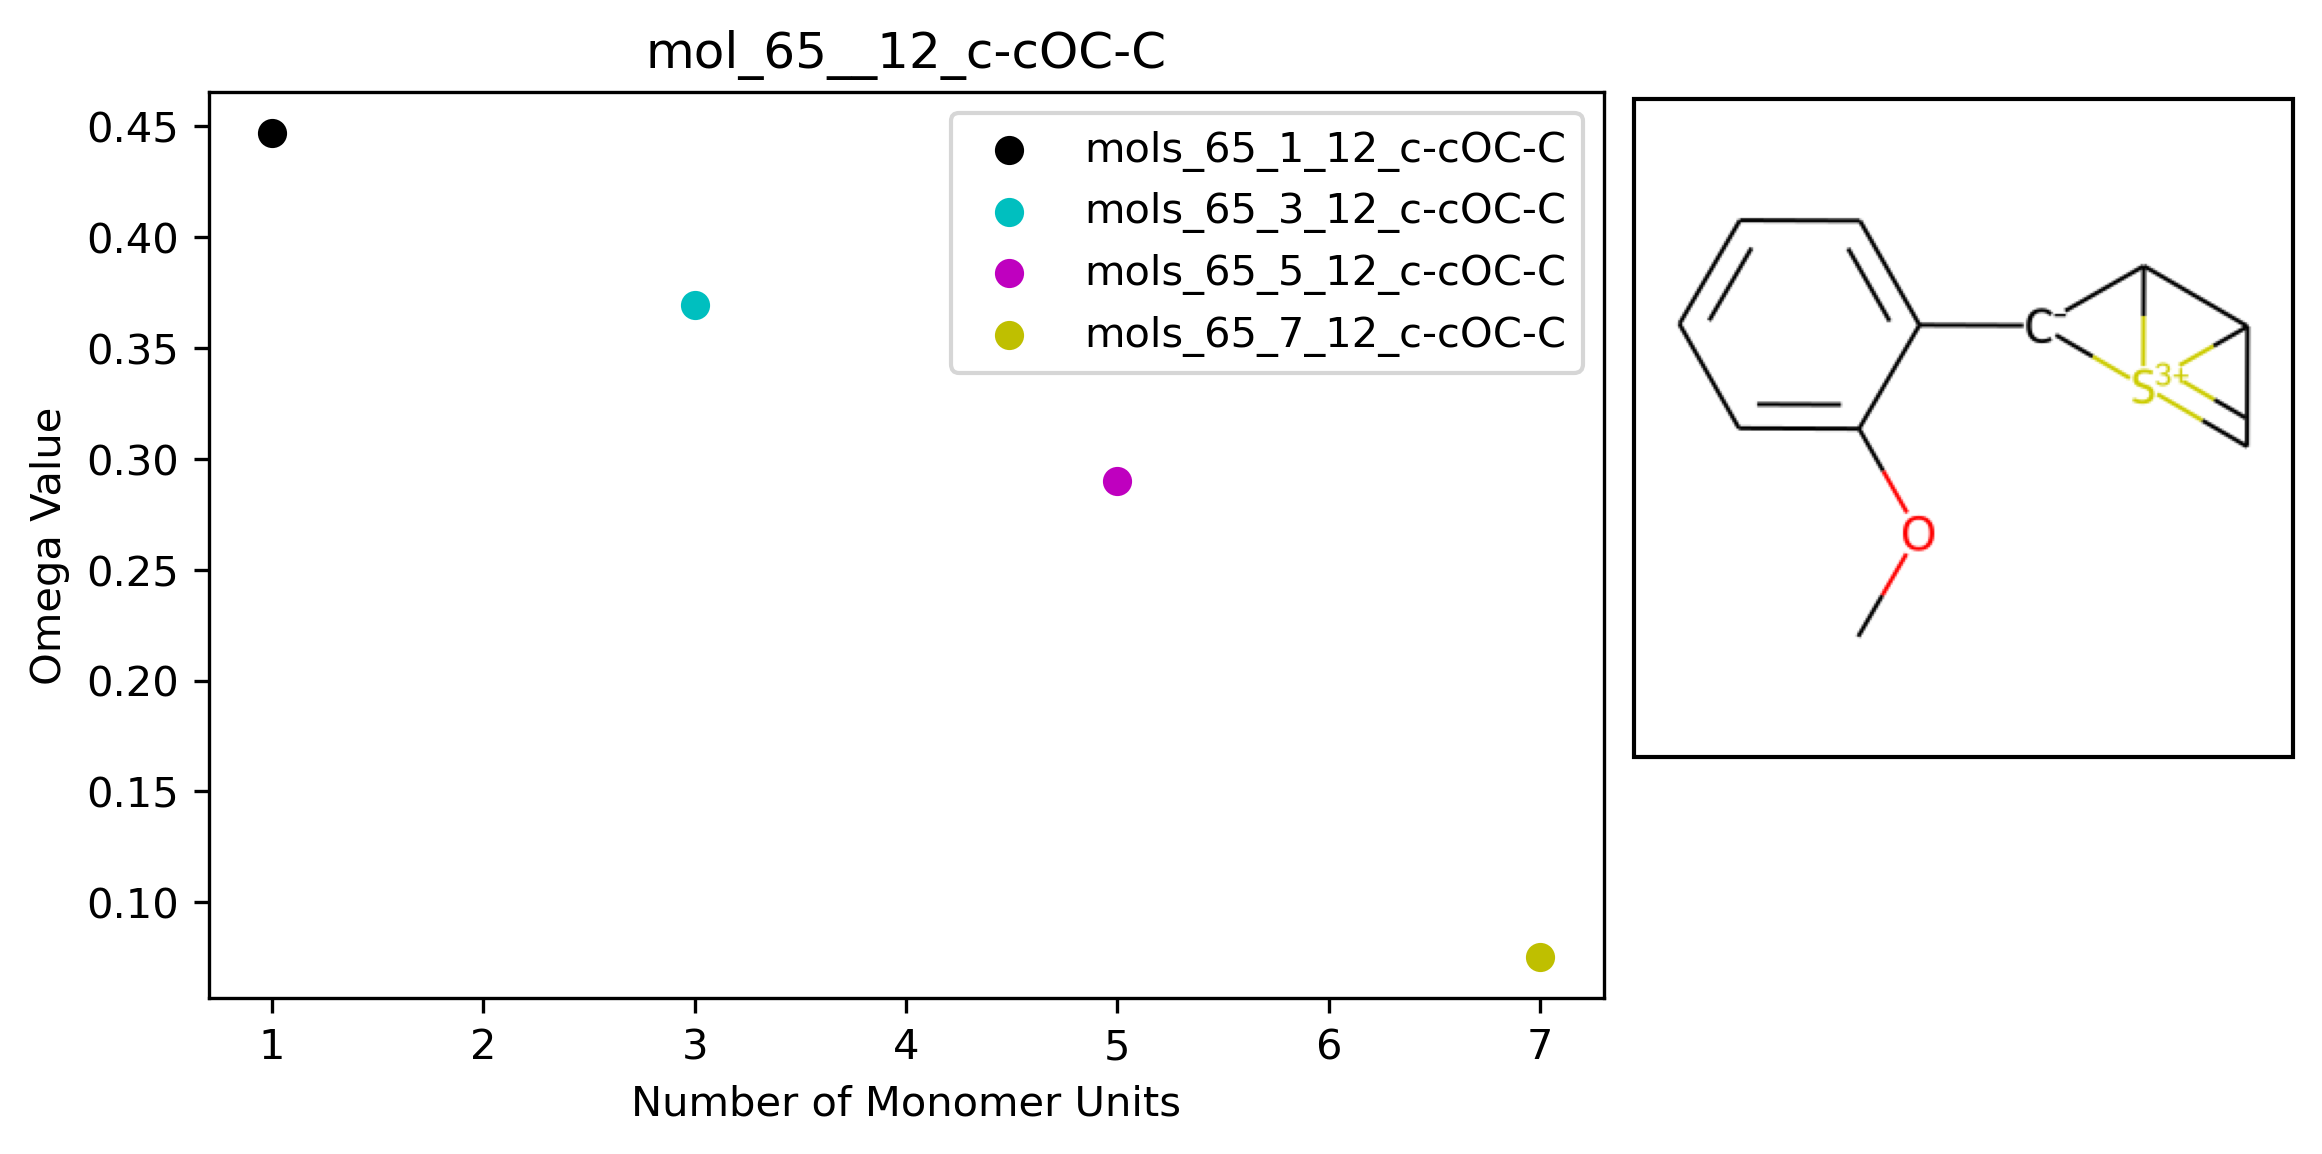 mol_65__12_c-cOC-C
Omega Value
0.45
0.40
0.35
0.30
0.25
0.20
0.15
0.10
mols_65_1_12_c-cOC-C
mols_65_3_12_c-cOC-C
mols_65_5_12_c-cOC-C
mols_65_7_12_c-cOC-C
1 2 3 4 5 6 7
Number of Monomer Units
C-
S3+
O